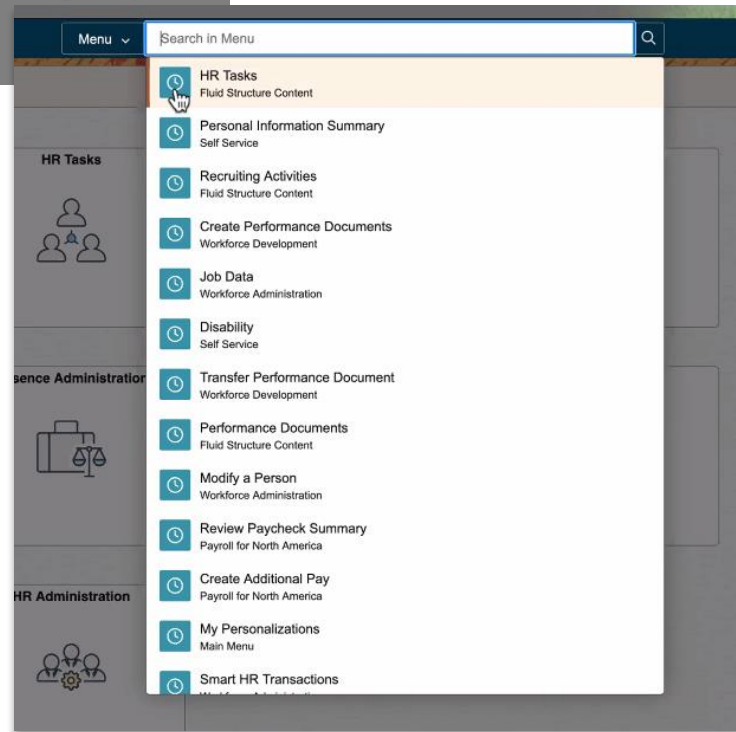 Menu
Search in Menu
HR Tasks
Fluid Structure Content
Personal Information Summary
Self Service
Recruiting Activities
Fluid Structure Content
Create Performance Documents
Workforce Development
Job Data
Workforce Administration
Disability
Self Service
Transfer Performance Document
Workforce Development
Performance Documents
Fluid Structure Content
Modify a Person
Workforce Administration
Review Paycheck Summary
Payroll for North America
Create Additional Pay
Payroll for North America
My Personalizations
Main Menu
Smart HR Transactions
HR Tasks
sence Administration
HR Administration